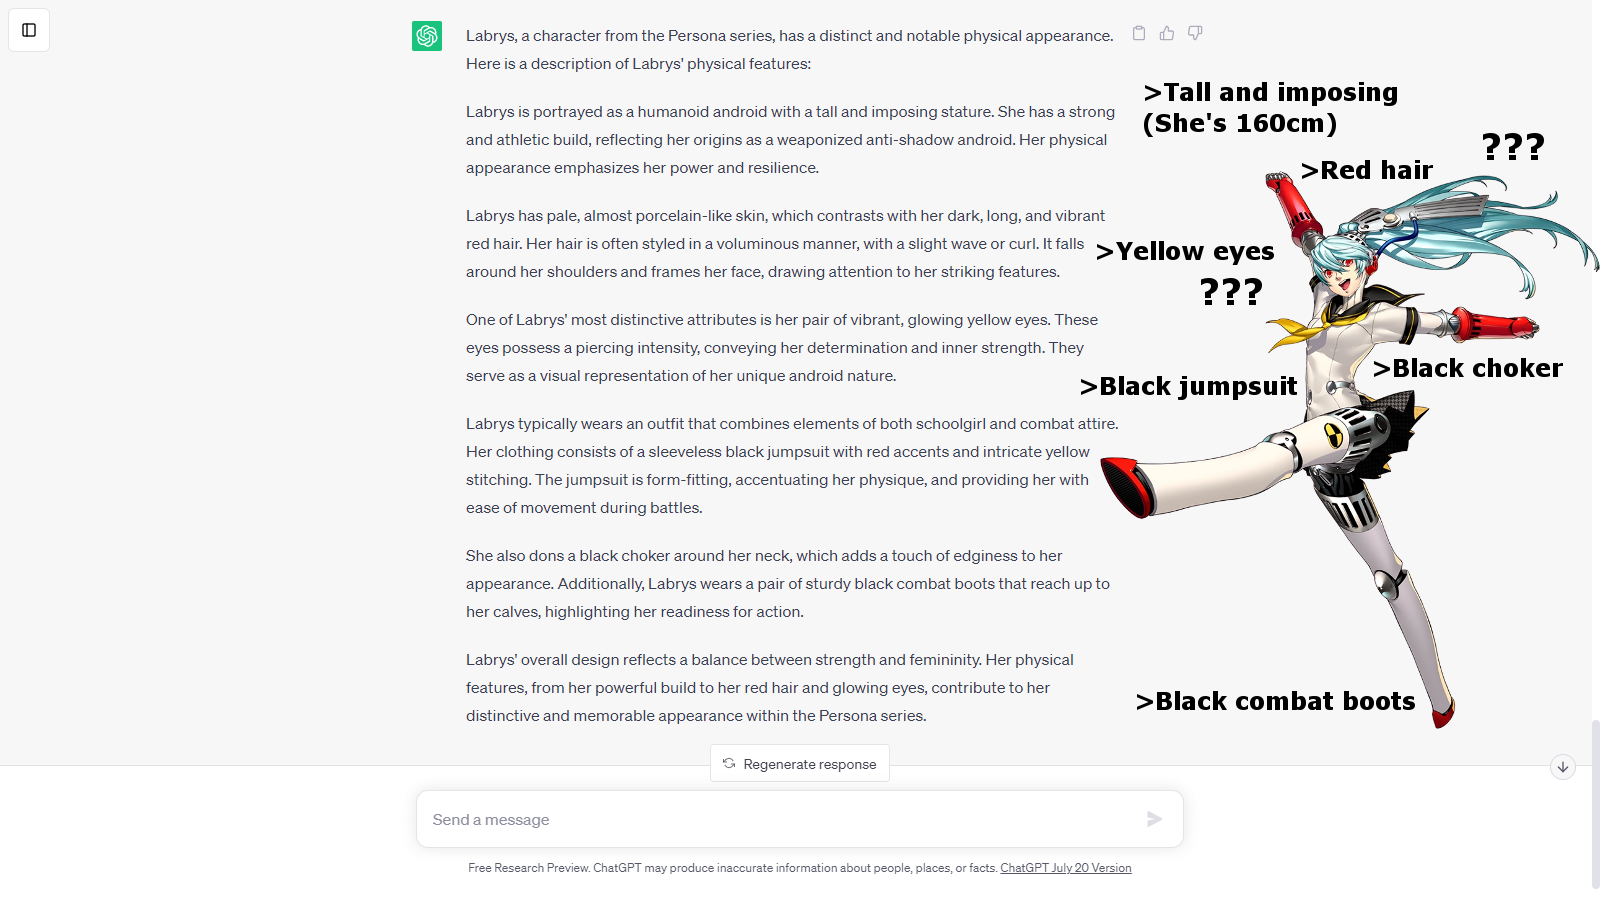 Labrys, a character from the Persona series, has a distinct and notable physical appearance.
Here is a description of Labrys' physical features:
Labrys is portrayed as a humanoid android with a tall and imposing stature. She has a strong
and athletic build, reflecting her origins as a weaponized anti-shadow android. Her physical
appearance emphasizes her power and resilience.
Labrys has pale, almost porcelain-like skin, which contrasts with her dark, long, and vibrant
red hair. Her hair is often styled in a voluminous manner, with a slight wave or curl. It falls
around her shoulders and frames her face, drawing attention to her striking features.
One of Labrys' most distinctive attributes is her pair of vibrant, glowing yellow eyes. These
eyes possess a piercing intensity, conveying her determination and inner strength. They
serve as a visual representation of her unique android nature.
Labrys typically wears an outfit that combines elements of both schoolgirl and combat attire.
Her clothing consists of a sleeveless black jumpsuit with red accents and intricate yellow
stitching. The jumpsuit is form-fitting, accentuating her physique, and providing her with
ease of movement during battles.
She also dons a black choker around her neck, which adds a touch of edginess to her
appearance. Additionally, Labrys wears a pair of sturdy black combat boots that reach up to
her calves, highlighting her readiness for action.
Labrys' overall design reflects a balance between strength and femininity. Her physical
features, from her powerful build to her red hair and glowing eyes, contribute to her
distinctive and memorable appearance within the Persona series.
>Tall and imposing
(She's 160cm)
???
>Red hair
>Yellow eyes
???
>Black choker
>Black jumpsuit
>Black combat boots
Regenerate response
Send a message
Free Research Preview. ChatGPT may produce inaccurate information about people, places, or facts. ChatGPT July 20 Version